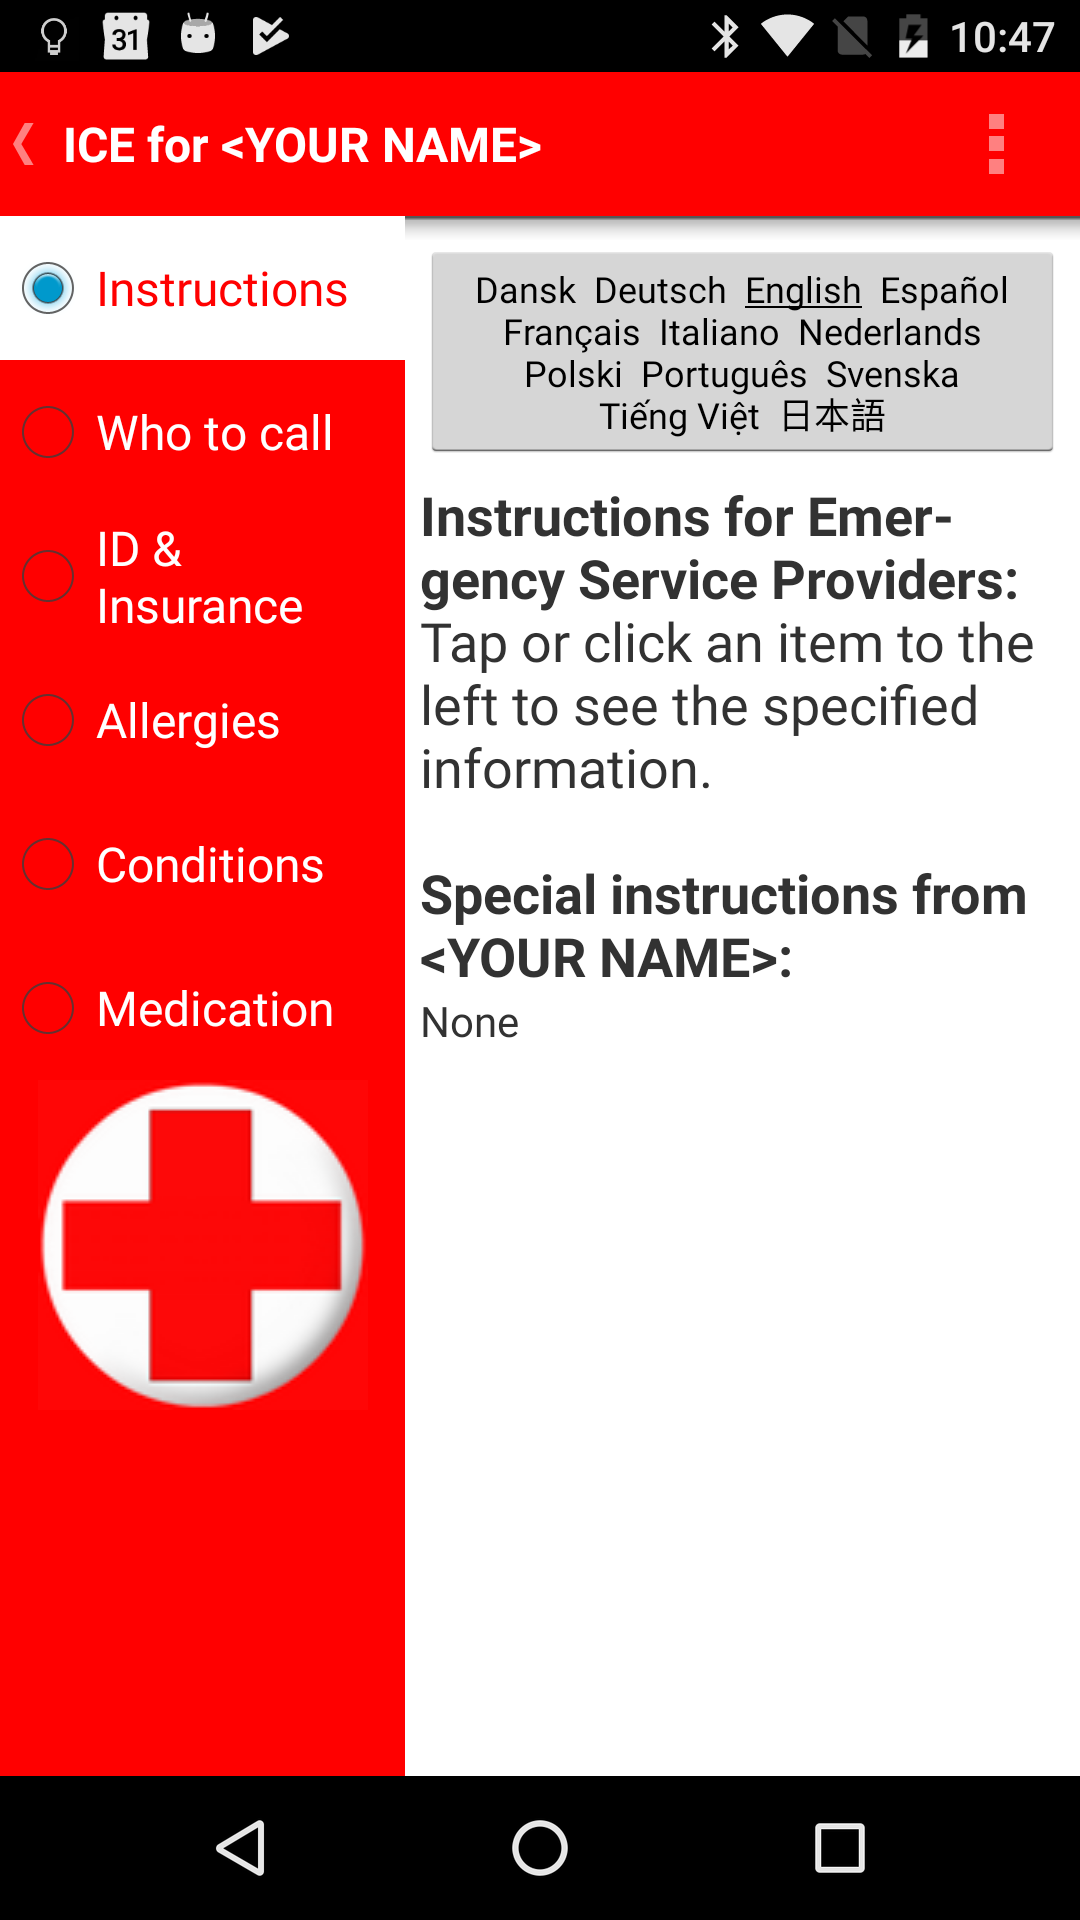 31
10:47
ICE for <YOUR NAME>
Instructions
Who to call
ID &
Insurance
Allergies
Conditions
Medication
Dansk Deutsch English Español
Français Italiano Nederlands
Polski Português Svenska
Tiếng Việt 日本語
Instructions for Emer-
gency Service Providers:
Tap or click an item to the
left to see the specified
information.
Special instructions from
<YOUR NAME>:
None